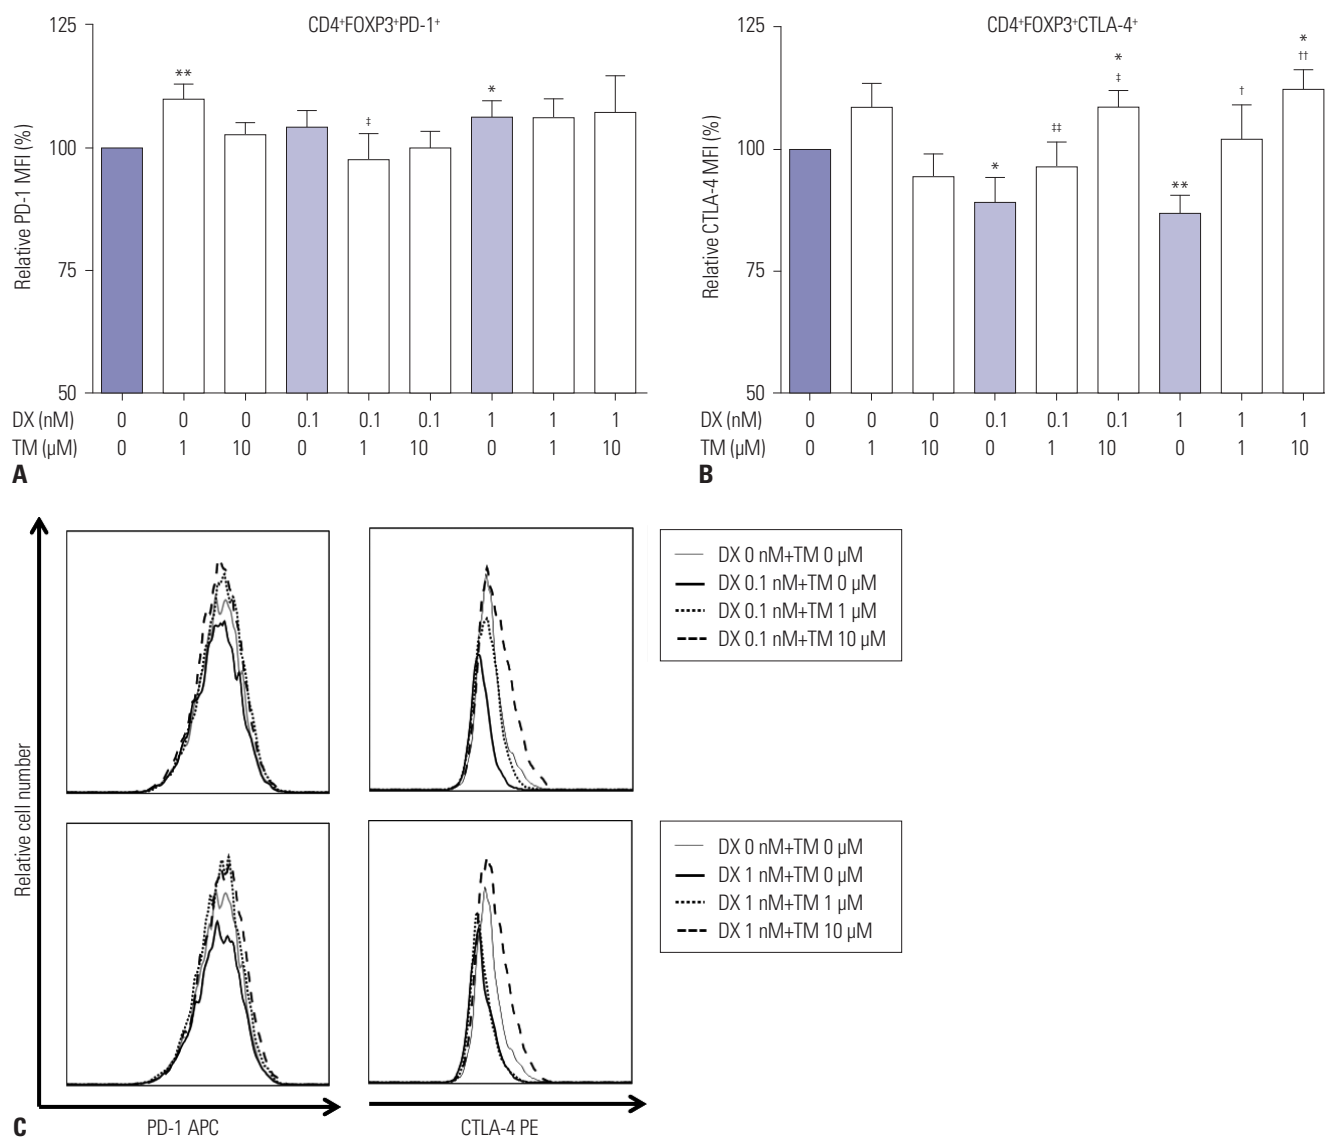 CD4⁺FOXP3⁺PD-1⁺
125
100
75
50
Relative PD-1 MFI (%)
**
‡
*
DX (nM) 0 0 0 0.1 0.1 0.1 1 1 1
TM (μM) 0 1 10 0 1 10 0 1 10
A
CD4⁺FOXP3⁺CTLA-4⁺
125
100
75
50
Relative CTLA-4 MFI (%)
*
‡‡
*
‡
**
†
*
††
DX (nM) 0 0 0 0.1 0.1 0.1 1 1 1
TM (μM) 0 1 10 0 1 10 0 1 10
B
Relative cell number
DX 0 nM+TM 0 μM
DX 0.1 nM+TM 0 μM
DX 0.1 nM+TM 1 μM
DX 0.1 nM+TM 10 μM
DX 0 nM+TM 0 μM
DX 1 nM+TM 0 μM
DX 1 nM+TM 1 μM
DX 1 nM+TM 10 μM
PD-1 APC
CTLA-4 PE
C